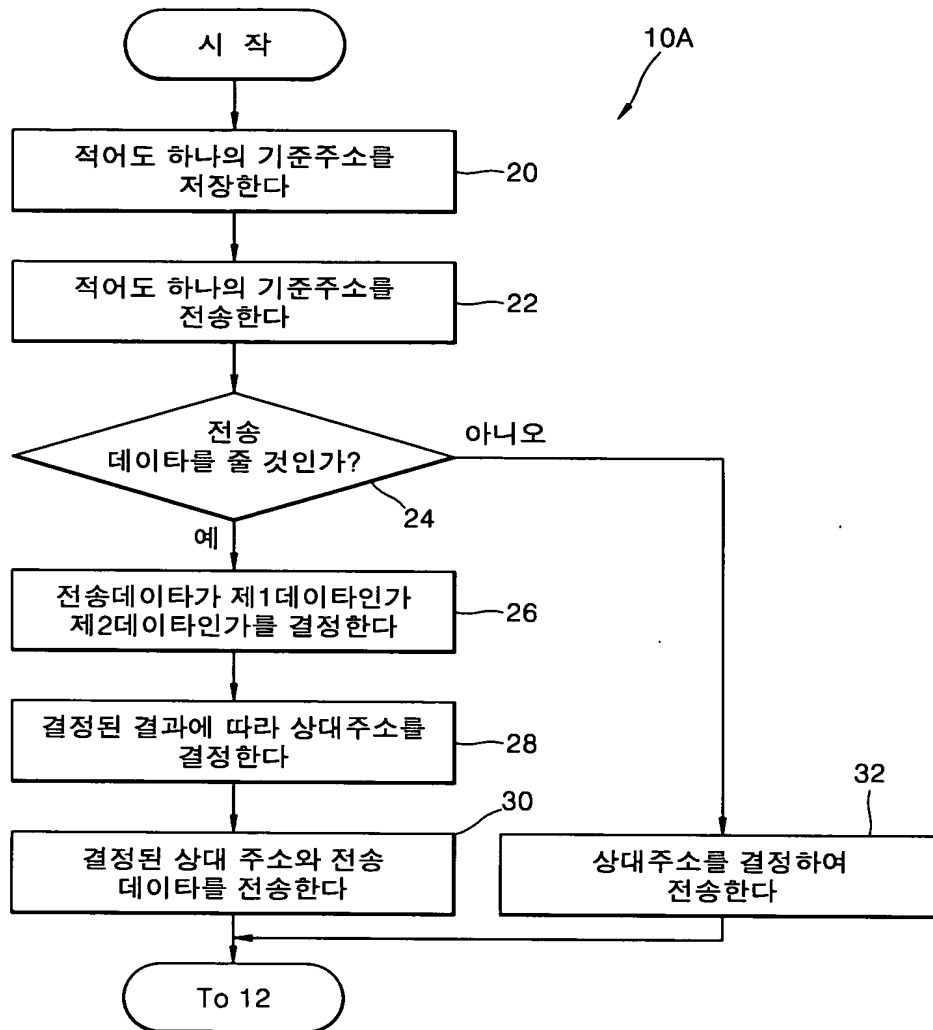 시 작
10A
적어도 하나의 기준주소를
저장한다
20
적어도 하나의 기준주소를
전송한다
22
전송
데이타를 줄 것인가?
아니오
24
예
전송데이타가 제1데이타인가
제2데이타인가를 결정한다
26
결정된 결과에 따라 상대주소를
결정한다
28
30
결정된 상대 주소와 전송
데이타를 전송한다
32
상대주소를 결정하여
전송한다
To 12